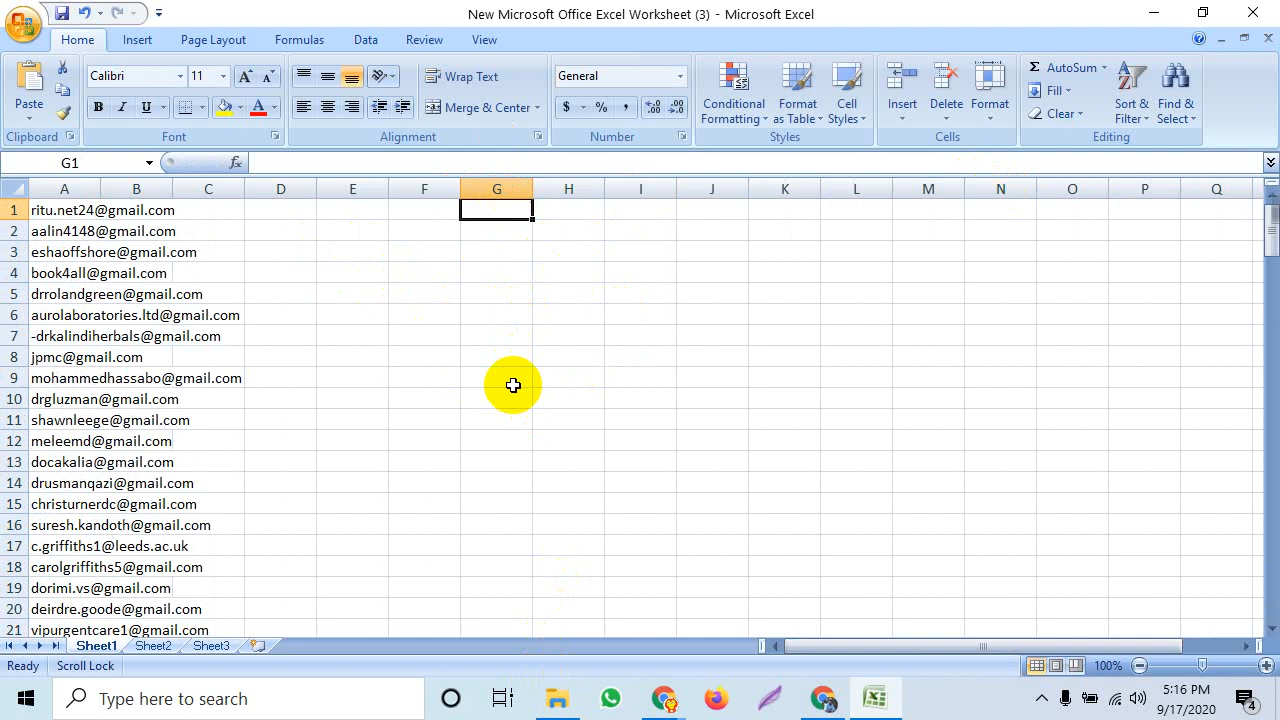 New Microsoft Office Excel Worksheet (3) - Microsoft Excel
Home Insert Page Layout Formulas Data Review View
Paste
Clipboard
Calibri 11
B I U
Font
Wrap Text
Merge & Center
Alignment
General
$ % ,
Number
Conditional Formatting
Format as Table
Cell Styles
Styles
Insert Delete Format
Cells
Σ AutoSum
Fill
Clear
Sort & Filter
Find & Select
Editing
G1 fx
A B C D E F G H I J K L M N O P Q
1 ritu.net24@gmail.com
2 aalin4148@gmail.com
3 eshaoffshore@gmail.com
4 book4all@gmail.com
5 drrolandgreen@gmail.com
6 aurolaboratories.ltd@gmail.com
7 -drkalindiherbals@gmail.com
8 jpmc@gmail.com
9 mohammedhassabo@gmail.com
10 drgluzman@gmail.com
11 shawnleege@gmail.com
12 meleemd@gmail.com
13 docakalia@gmail.com
14 drusmanqazi@gmail.com
15 christurnerdc@gmail.com
16 suresh.kandoth@gmail.com
17 c.griffiths1@leeds.ac.uk
18 carolgriffiths5@gmail.com
19 dorimi.vs@gmail.com
20 deirdre.goode@gmail.com
21 vipurgentcare1@gmail.com
Sheet1 Sheet2 Sheet3
Ready Scroll Lock 100%
Type here to search
5:16 PM
9/17/2020
4